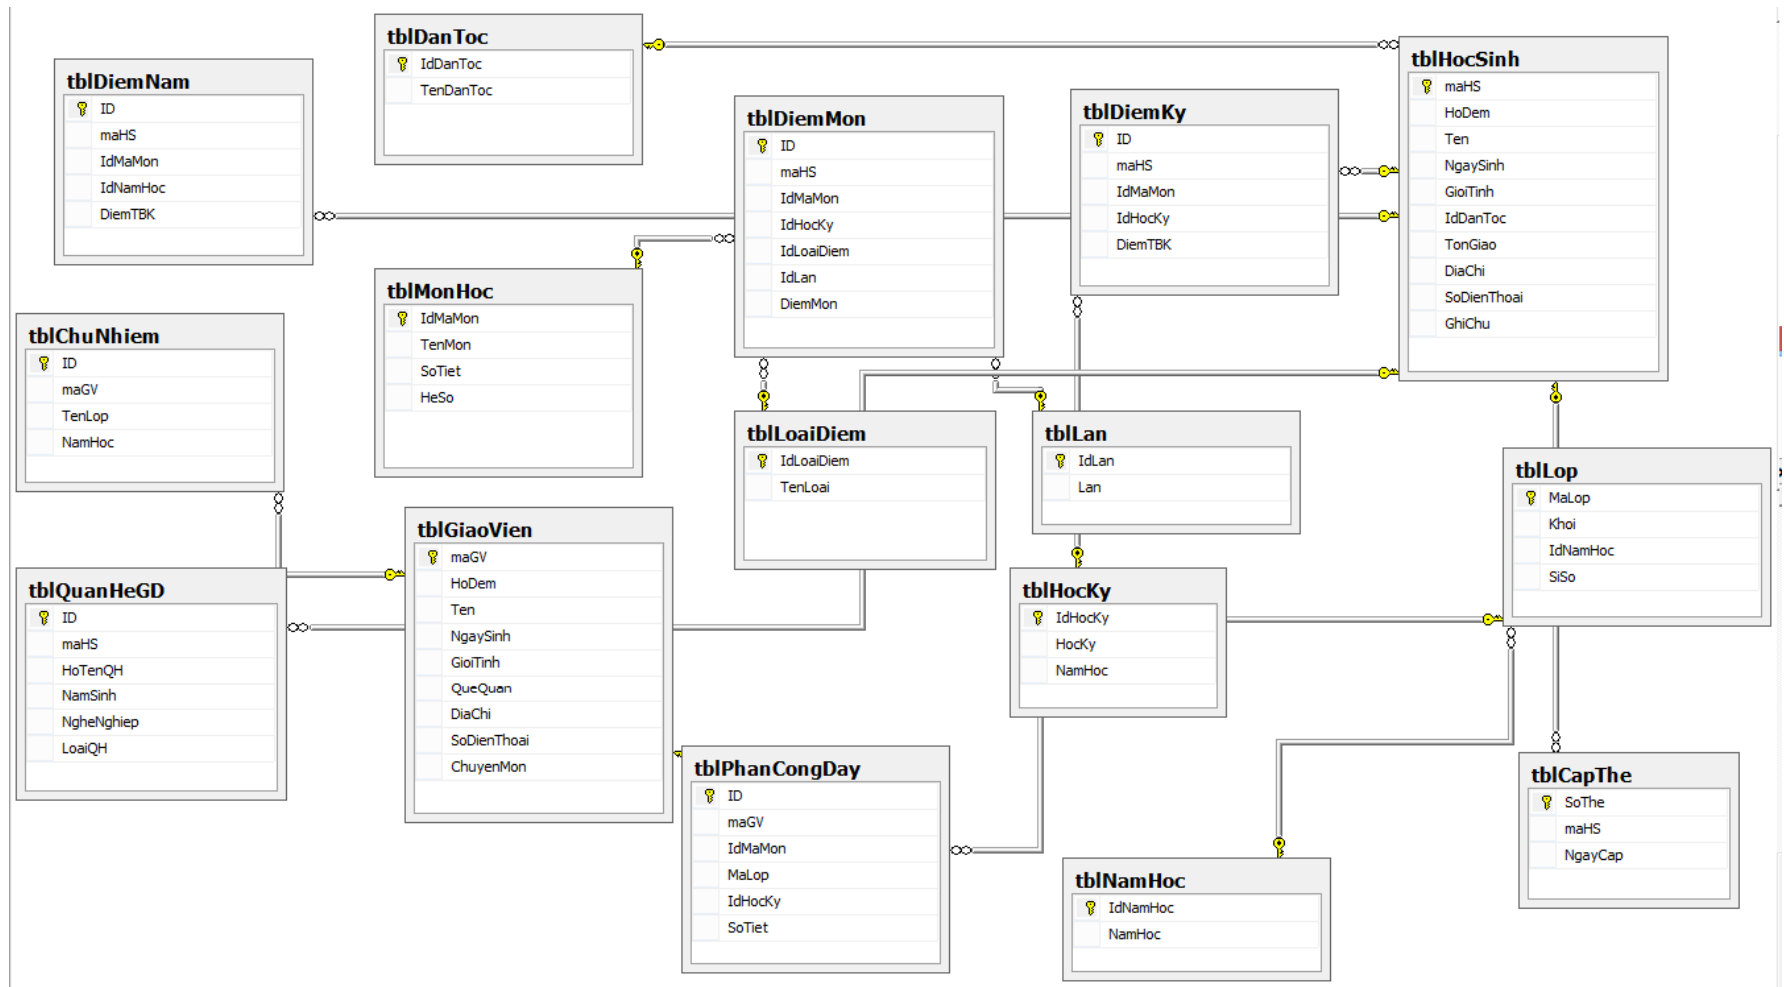 tblDanToc
IdDanToc
TenDanToc
tblDiemNam
ID
maHS
IdMaMon
IdNamHoc
DiemTBK
tblDiemMon
ID
maHS
IdMaMon
IdHocKy
IdLoaiDiem
IdLan
DiemMon
tblDiemKy
ID
maHS
IdMaMon
IdHocKy
DiemTBK
tblHocSinh
maHS
HoDem
Ten
NgaySinh
GioiTinh
IdDanToc
TonGiao
DiaChi
SoDienThoai
GhiChu
tblMonHoc
IdMaMon
TenMon
SoTiet
HeSo
tblChuNhiem
ID
maGV
TenLop
NamHoc
tblLoaiDiem
IdLoaiDiem
TenLoai
tblLan
IdLan
Lan
tblLop
MaLop
Khoi
IdNamHoc
SiSo
tblGiaoVien
maGV
HoDem
Ten
NgaySinh
GioiTinh
QueQuan
DiaChi
SoDienThoai
ChuyenMon
tblQuanHeGD
ID
maHS
HoTenQH
NamSinh
NgheNghiep
LoaiQH
tblHocKy
IdHocKy
HocKy
NamHoc
tblPhanCongDay
ID
maGV
IdMaMon
MaLop
IdHocKy
SoTiet
tblCapThe
SoThe
maHS
NgayCap
tblNamHoc
IdNamHoc
NamHoc